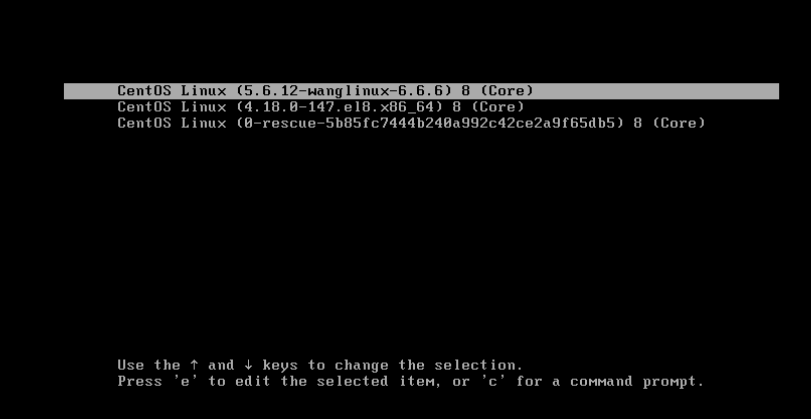 CentOS Linux (5.6.12-wanglinux-6.6.6) 8 (Core)
CentOS Linux (4.18.0-147.el8.x86_64) 8 (Core)
CentOS Linux (0-rescue-5b85fc7444b240a992c42ce2a9f65db5) 8 (Core)
Use the ↑ and ↓ keys to change the selection.
Press 'e' to edit the selected item, or 'c' for a command prompt.